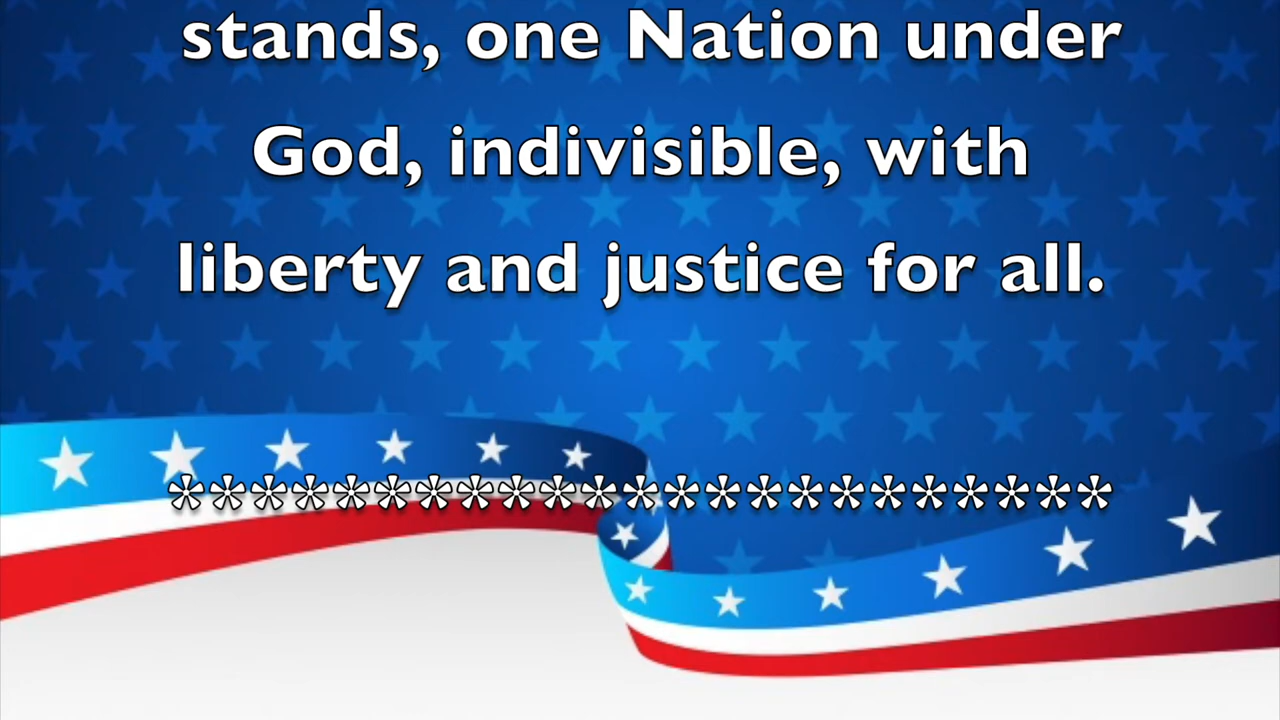 stands, one Nation under
God, indivisible, with
liberty and justice for all.
***********************